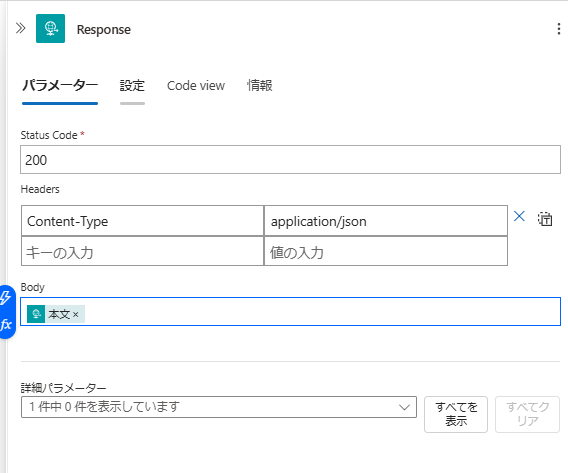 Response
パラメーター 設定 Code view 情報
Status Code *
200
Headers
Content-Type application/json
キーの入力 値の入力
Body
fx
本文 ×
詳細パラメーター
1 件中 0 件を表示しています
すべてを
表示
すべてク
リア